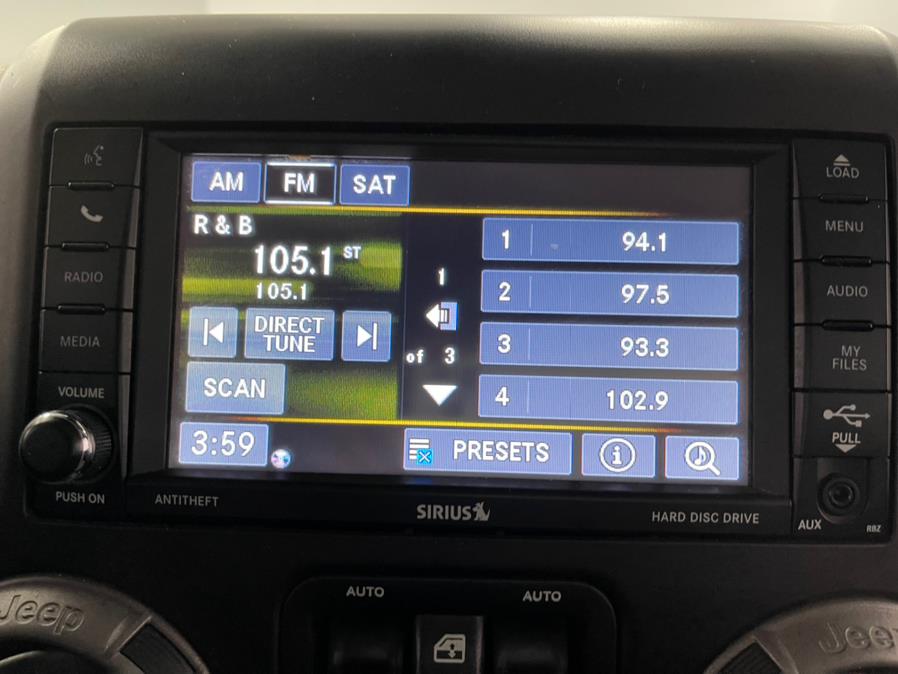 AM FM SAT
R & B
105.1 ST
105.1
DIRECT
TUNE
SCAN
1
of 3
1 94.1
2 97.5
3 93.3
4 102.9
3:59
PRESETS
RADIO
MEDIA
VOLUME
PUSH ON
LOAD
MENU
AUDIO
MY
FILES
PULL
AUX
RBZ
ANTITHEFT
SIRIUS
HARD DISC DRIVE
AUTO
AUTO
Jeep
Jeep